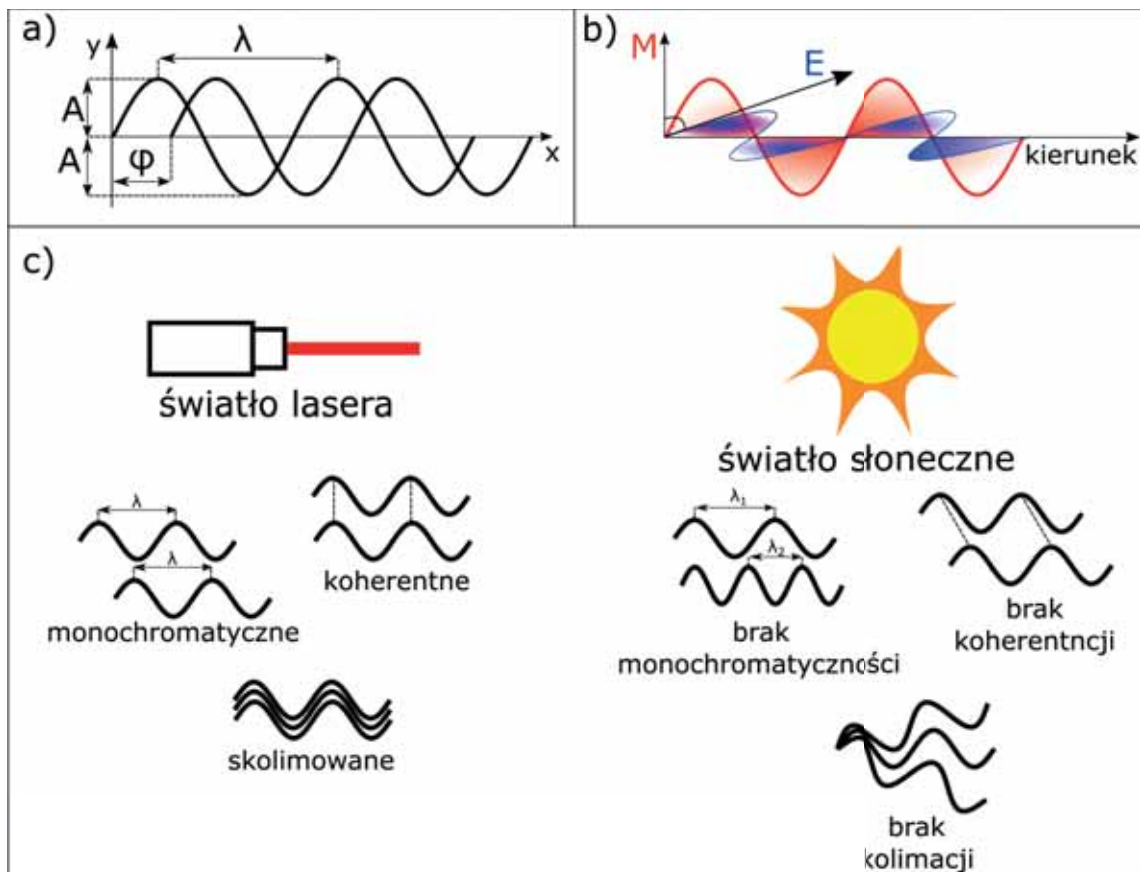 a)
y
λ
A
A
φ
x
b)
M
E
kierunek
c)
światło lasera
λ
λ
monochromatyczne
koherentne
skolimowane
światło słoneczne
λ₁
λ₂
brak
monochromatyczności
brak
koherentncji
brak
kolimacji